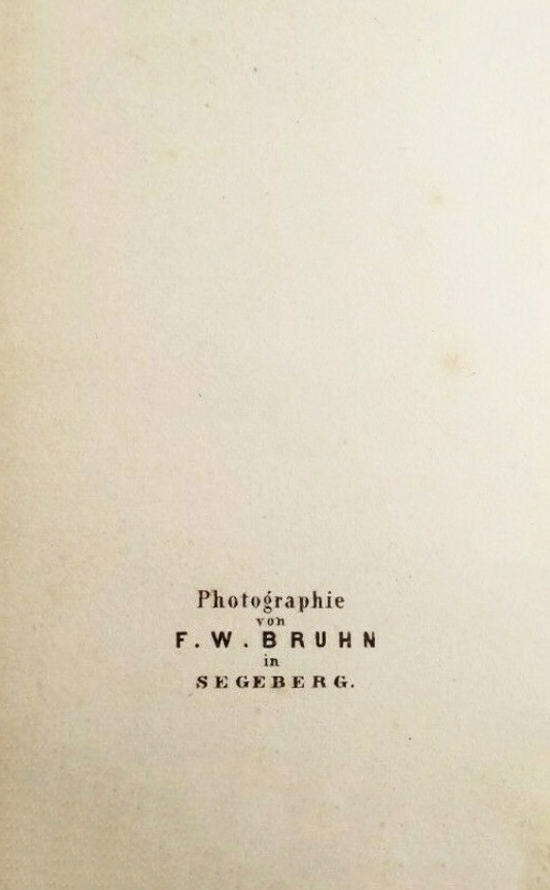 Photographie
von
F. W. BRUHN
in
SEGEBERG.